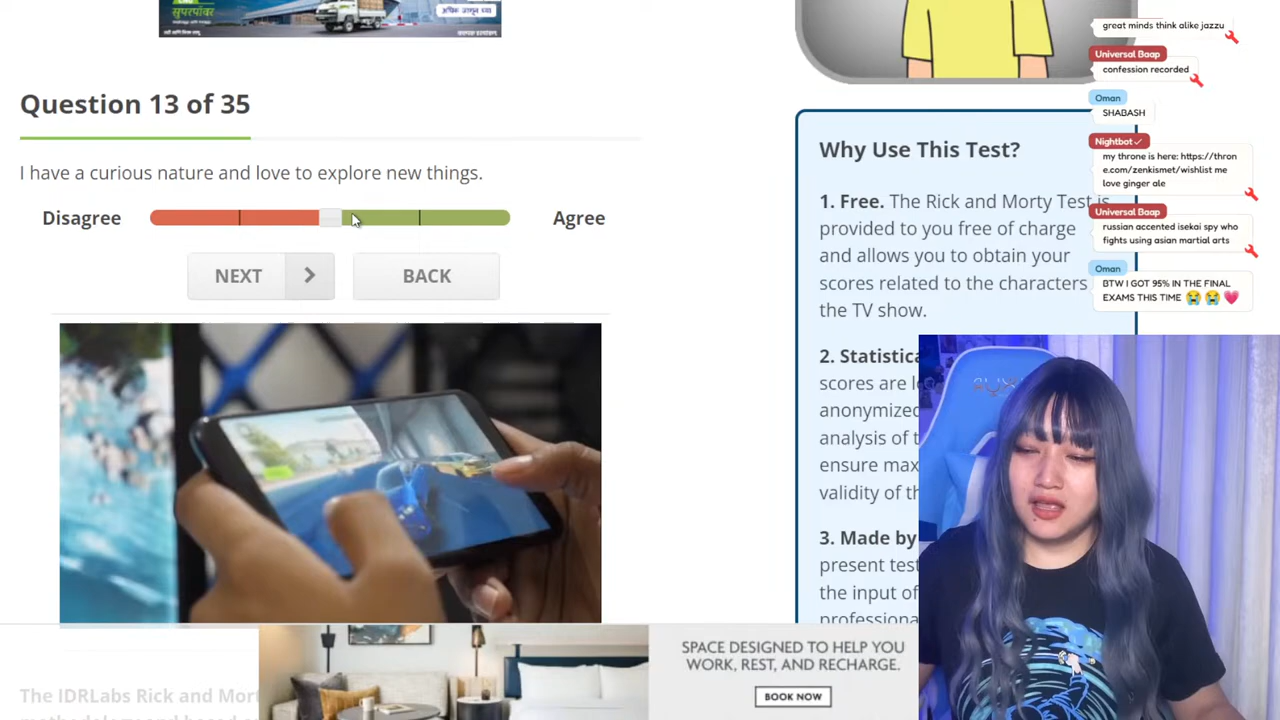 सुपरपॉवर
Question 13 of 35
I have a curious nature and love to explore new things.
Disagree
Agree
NEXT
BACK
Why Use This Test?
1. Free. The Rick and Morty Test is
provided to you free of charge
and allows you to obtain your
scores related to the characters
the TV show.
2. Statistica
scores are lo
anonymized
analysis of t
ensure max
validity of th
3. Made by
present test
the input of
professiona
great minds think alike jazzu
Universal Baap
confession recorded
Oman
SHABASH
Nightbot
my throne is here: https://thron
e.com/zenkismet/wishlist me
love ginger ale
Universal Baap
russian accented isekai spy who
fights using asian martial arts
Oman
BTW I GOT 95% IN THE FINAL
EXAMS THIS TIME 😭 😭 💗
SPACE DESIGNED TO HELP YOU
WORK, REST, AND RECHARGE.
BOOK NOW
The IDRLabs Rick and Mort